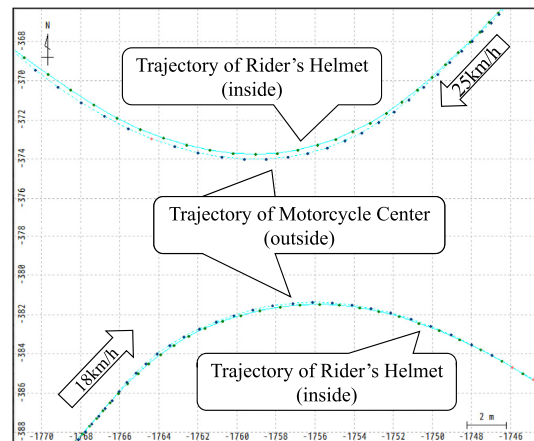 N
-368
-370
-372
-374
-376
-378
-380
-382
-384
-386
-388
Trajectory of Rider's Helmet
(inside)
25km/h
Trajectory of Motorcycle Center
(outside)
18km/h
Trajectory of Rider's Helmet
(inside)
2 m
-1770 -1768 -1766 -1764 -1762 -1760 -1758 -1756 -1754 -1752 -1750 -1748 -1746